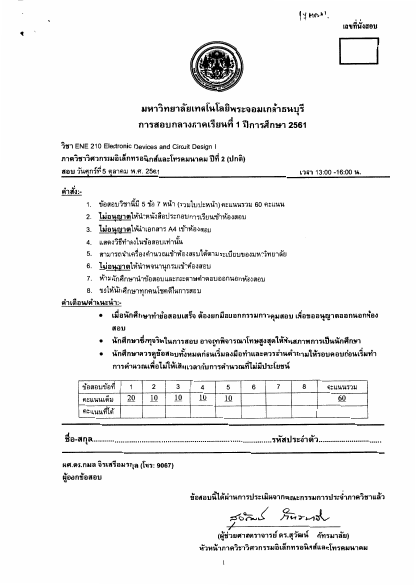 เลขที่นั่งสอบ
มหาวิทยาลัยเทคโนโลยีพระจอมเกล้าธนบุรี
การสอบกลางภาคเรียนที่ 1 ปีการศึกษา 2561
วิชา ENE 210 Electronic Devices and Circuit Design I
ภาควิชาวิศวกรรมอิเล็กทรอนิกส์และโทรคมนาคม ปีที่ 2 (ปกติ)
สอบ วันศุกร์ที่ 5 ตุลาคม พ.ศ. 2561 เวลา 13:00 -16:00 น.
คำสั่ง:-
1. ข้อสอบวิชานี้มี 5 ข้อ 7 หน้า (รวมใบปะหน้า) คะแนนรวม 60 คะแนน
2. ไม่อนุญาตให้นำหนังสือประกอบการเรียนเข้าห้องสอบ
3. ไม่อนุญาตให้นำเอกสาร A4 เข้าห้องสอบ
4. แสดงวิธีทำลงในข้อสอบเท่านั้น
5. สามารถนำเครื่องคำนวณเข้าห้องสอบได้ตามระเบียบของมหาวิทยาลัย
6. ไม่อนุญาตให้นำพจนานุกรมเข้าห้องสอบ
7. ห้ามนักศึกษานำข้อสอบและกระดาษคำตอบออกนอกห้องสอบ
8. ขอให้นักศึกษาทุกคนโชคดีในการสอบ
คำเตือน/คำแนะนำ:-
• เมื่อนักศึกษาทำข้อสอบเสร็จ ต้องยกมือบอกกรรมการคุมสอบ เพื่อขออนุญาตออกนอกห้อง
สอบ
• นักศึกษาซึ่งทุจริตในการสอบ อาจถูกพิจารณาโทษสูงสุดให้พ้นสภาพการเป็นนักศึกษา
• นักศึกษาควรดูข้อสอบทั้งหมดก่อนเริ่มลงมือทำและควรอ่านคำถามให้รอบคอบก่อนเริ่มทำ
การคำนวณเพื่อไม่ให้เสียเวลากับการคำนวณที่ไม่มีประโยชน์
ข้อสอบข้อที่ 1 2 3 4 5 6 7 8 คะแนนรวม
คะแนนเต็ม 20 10 10 10 10 60
คะแนนที่ได้
ชื่อ-สกุล............................................................รหัสประจำตัว......................
ผศ.ดร.กมล จิรเสรีอมรกุล (โทร: 9067)
ผู้ออกข้อสอบ
ข้อสอบนี้ได้ผ่านการประเมินจากคณะกรรมการประจำภาควิชาแล้ว
(ผู้ช่วยศาสตราจารย์ ดร.สุวัฒน์ ภัทรมาลัย)
หัวหน้าภาควิชาวิศวกรรมอิเล็กทรอนิกส์และโทรคมนาคม
1